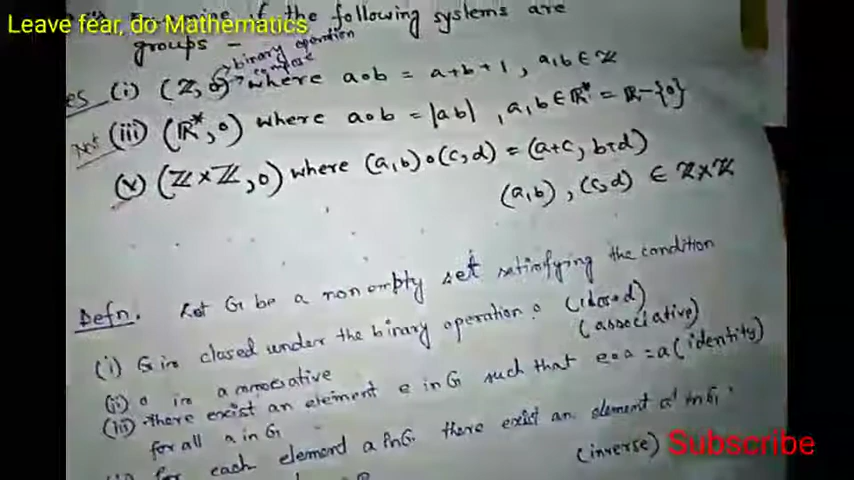 Leave fear, do Mathematics
if the following systems are
groups -
binary operation
compose
es (i) (ℤ, o) where aob = a+b+1, a,b ∈ ℤ
Not (iii) (ℝ*, o) where aob = |ab|, a,b ∈ ℝ* = ℝ-{0}
(v) (ℤ×ℤ, o) where (a,b)o(c,d) = (a+c, b+d)
(a,b), (c,d) ∈ ℤ×ℤ
Defn. Let G be a nonempty set satisfying the condition
(i) G is closed under the binary operation o (closed)
(ii) o is associative (associative)
(iii) There exist an element e in G such that eoa = a (identity)
for all a in G
for each element a in G there exist an element a' in G
(inverse)
Subscribe